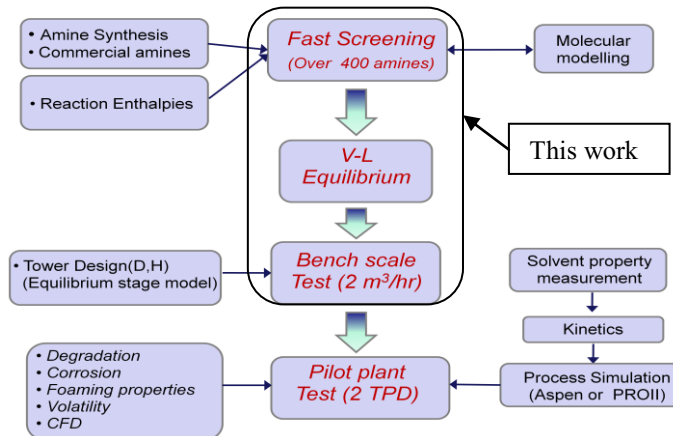 • Amine Synthesis
• Commercial amines
• Reaction Enthalpies
Fast Screening
(Over 400 amines)
Molecular
modelling
This work
V-L
Equilibrium
• Tower Design(D,H)
(Equilibrium stage model)
Bench scale
Test (2 m³/hr)
Solvent property
measurement
Kinetics
Process Simulation
(Aspen or PROII)
• Degradation
• Corrosion
• Foaming properties
• Volatility
• CFD
Pilot plant
Test (2 TPD)